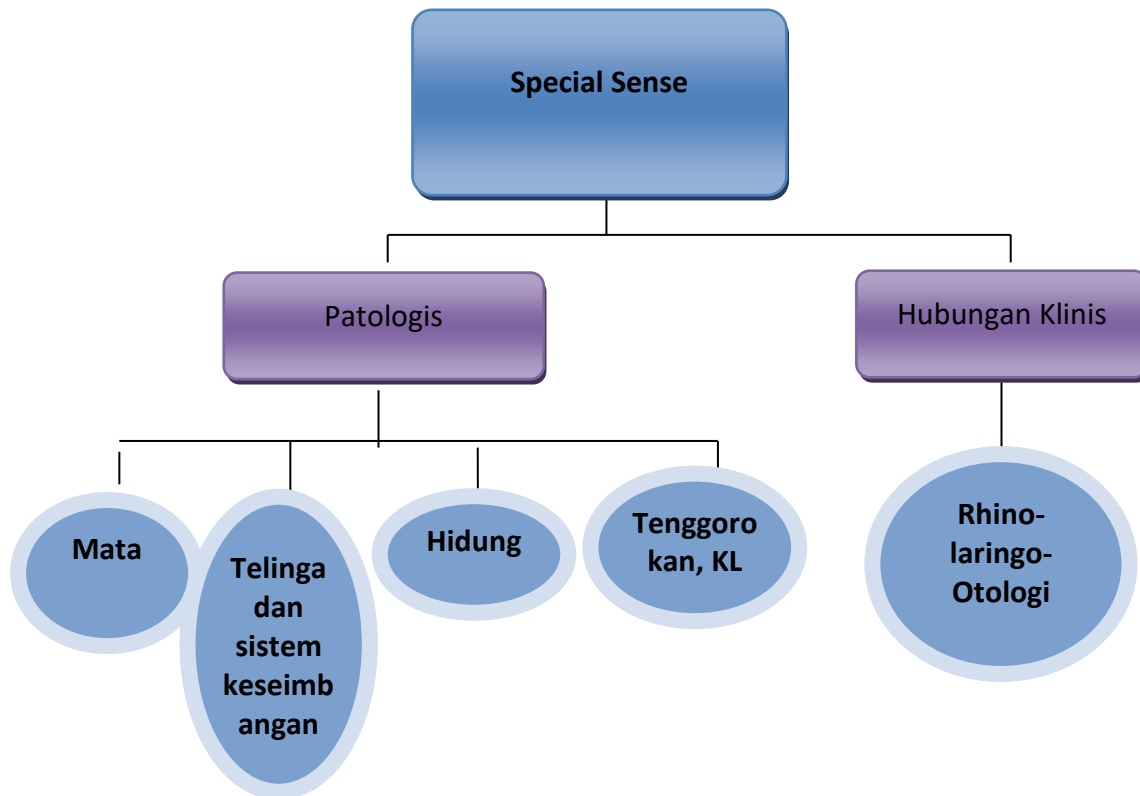 Special Sense
Patologis
Hubungan Klinis
Mata
Telinga
dan
sistem
keseimb
angan
Hidung
Tenggoro
kan, KL
Rhino-
laringo-
Otologi